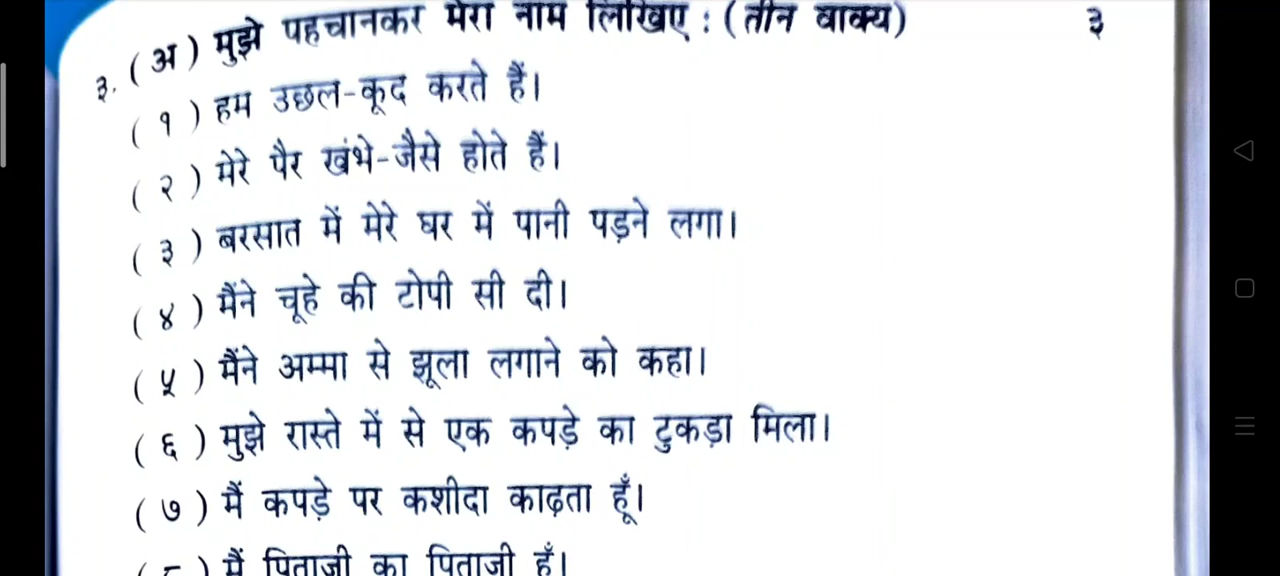 ३. (अ) मुझे पहचानकर मेरा नाम लिखिए : (तीन वाक्य) ३
(१) हम उछल-कूद करते हैं।
(२) मेरे पैर खंभे-जैसे होते हैं।
(३) बरसात में मेरे घर में पानी पड़ने लगा।
(४) मैंने चूहे की टोपी सी दी।
(५) मैंने अम्मा से झूला लगाने को कहा।
(६) मुझे रास्ते में से एक कपड़े का टुकड़ा मिला।
(७) मैं कपड़े पर कशीदा काढ़ता हूँ।
(८) मैं पिताजी का पिताजी हूँ।